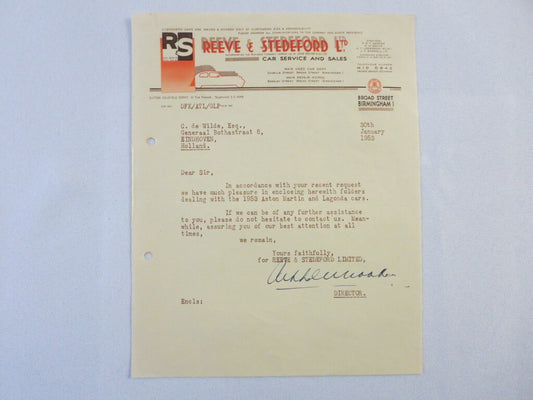 RS
REEVE & STEDEFORD LTD
CAR SERVICE AND SALES
BROAD STREET
BIRMINGHAM 1
DFX/ATI/GLP
C. de Wilde, Esq.,
Generaal Bothastraat 8,
EINDHOVEN,
Holland.
20th
January
1953
Dear Sir,
In accordance with your recent request
we have much pleasure in enclosing herewith folders
dealing with the 1953 Aston Martin and Lagonda cars.
If we can be of any further assistance
to you, please do not hesitate to contact us. Mean-
while, assuring you of our best attention at all
times,
we remain,
Yours faithfully,
for REEVE & STEDEFORD LIMITED,
DIRECTOR.
Encls: